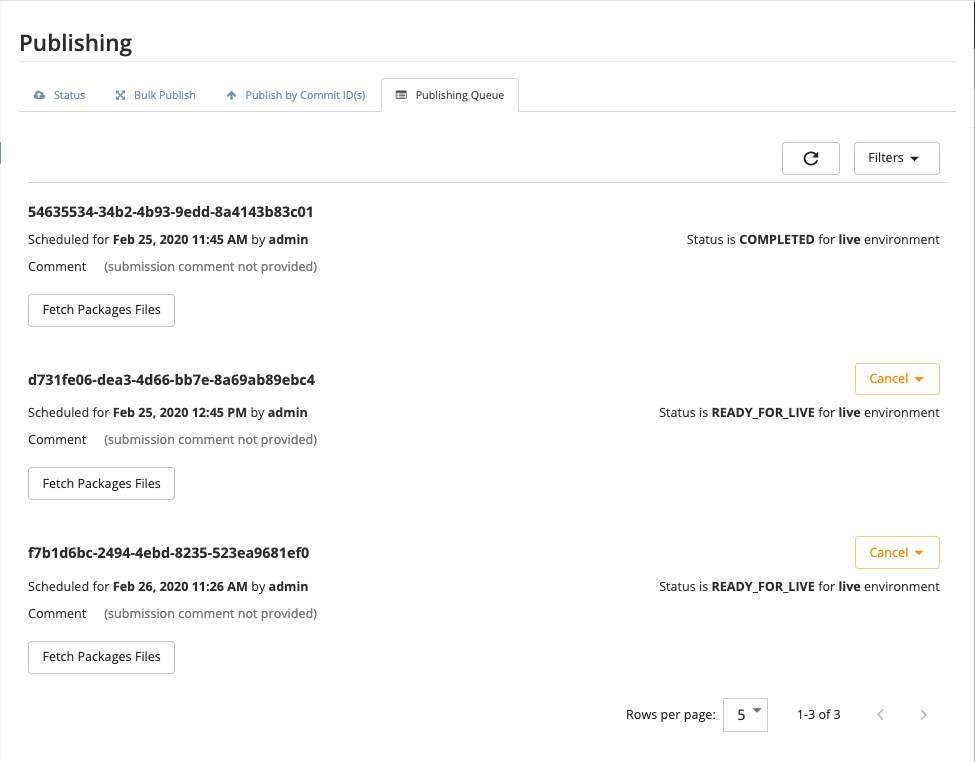 Publishing
Status Bulk Publish Publish by Commit ID(s) Publishing Queue
Filters
54635534-34b2-4b93-9edd-8a4143b83c01
Scheduled for Feb 25, 2020 11:45 AM by admin Status is COMPLETED for live environment
Comment (submission comment not provided)
Fetch Packages Files
d731fe06-dea3-4d66-bb7e-8a69ab89ebc4 Cancel
Scheduled for Feb 25, 2020 12:45 PM by admin Status is READY_FOR_LIVE for live environment
Comment (submission comment not provided)
Fetch Packages Files
f7b1d6bc-2494-4ebd-8235-523ea9681ef0 Cancel
Scheduled for Feb 26, 2020 11:26 AM by admin Status is READY_FOR_LIVE for live environment
Comment (submission comment not provided)
Fetch Packages Files
Rows per page: 5 1-3 of 3